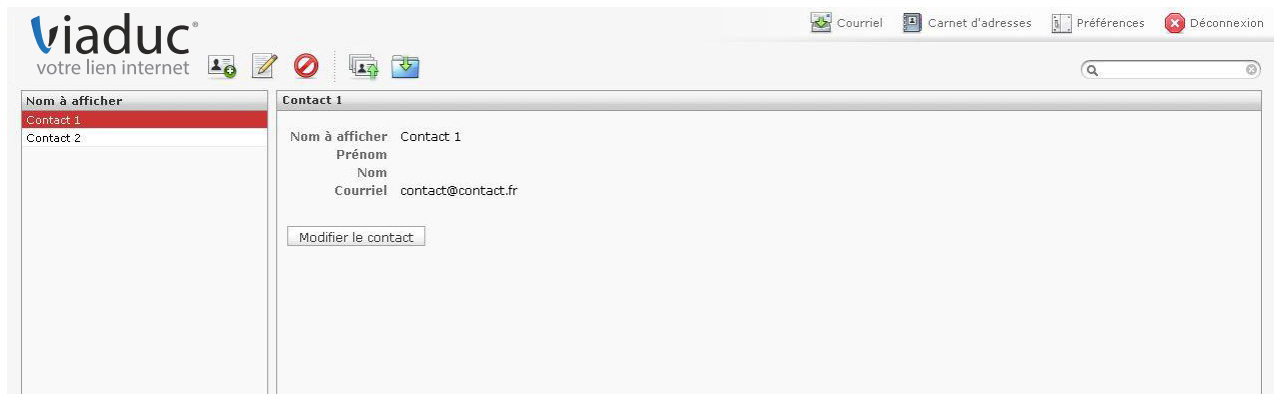 viaduc®
votre lien internet
Courriel
Carnet d'adresses
Préférences
Déconnexion
Nom à afficher
Contact 1
Contact 2
Contact 1
Nom à afficher Contact 1
Prénom
Nom
Courriel contact@contact.fr
Modifier le contact